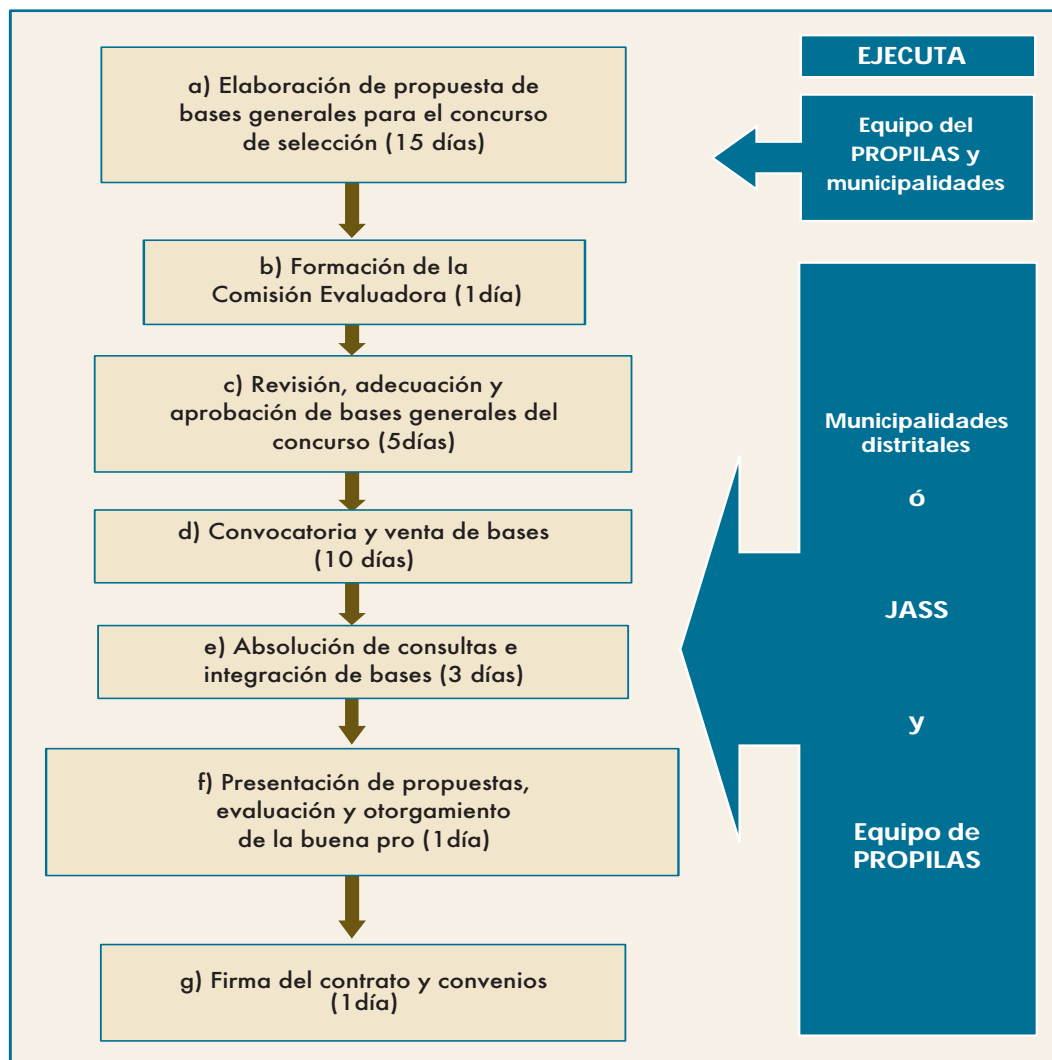 a) Elaboración de propuesta de
bases generales para el concurso
de selección (15 días)
EJECUTA
Equipo del
PROPILAS y
municipalidades
b) Formación de la
Comisión Evaluadora (1día)
c) Revisión, adecuación y
aprobación de bases generales del
concurso (5días)
d) Convocatoria y venta de bases
(10 días)
e) Absolución de consultas e
integración de bases (3 días)
f) Presentación de propuestas,
evaluación y otorgamiento
de la buena pro (1día)
g) Firma del contrato y convenios
(1día)
Municipalidades
distritales
ó
JASS
y
Equipo de
PROPILAS